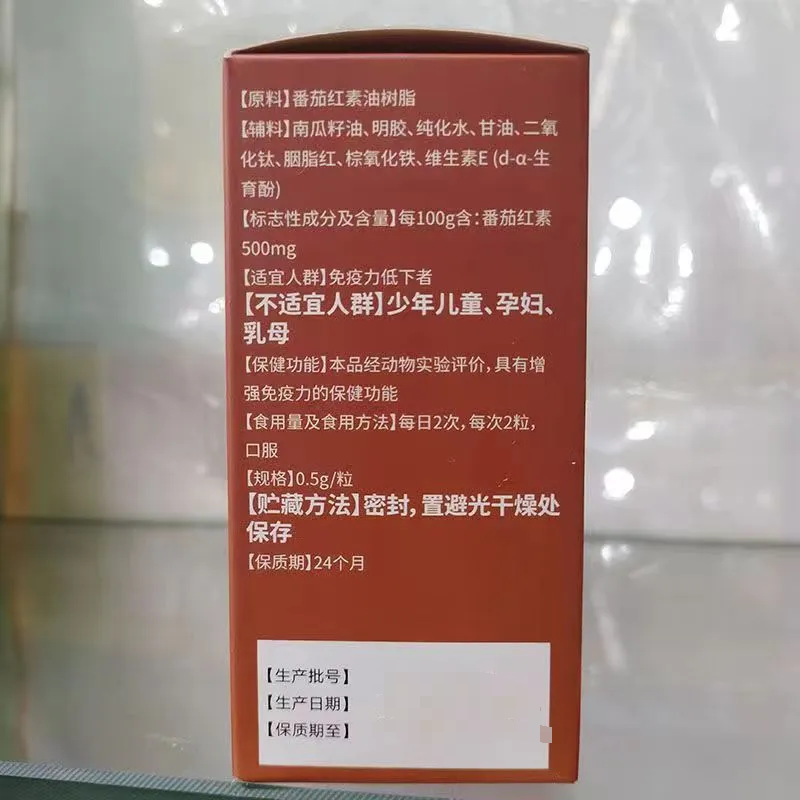 【原料】番茄红素油树脂
【辅料】南瓜籽油、明胶、纯化水、甘油、二氧
化钛、胭脂红、棕氧化铁、维生素E (d-α-生
育酚)
【标志性成分及含量】每100g含：番茄红素
500mg
【适宜人群】免疫力低下者
【不适宜人群】少年儿童、孕妇、
乳母
【保健功能】本品经动物实验评价，具有增
强免疫力的保健功能
【食用量及食用方法】每日2次，每次2粒，
口服
【规格】0.5g/粒
【贮藏方法】密封，置避光干燥处
保存
【保质期】24个月
【生产批号】
【生产日期】
【保质期至】